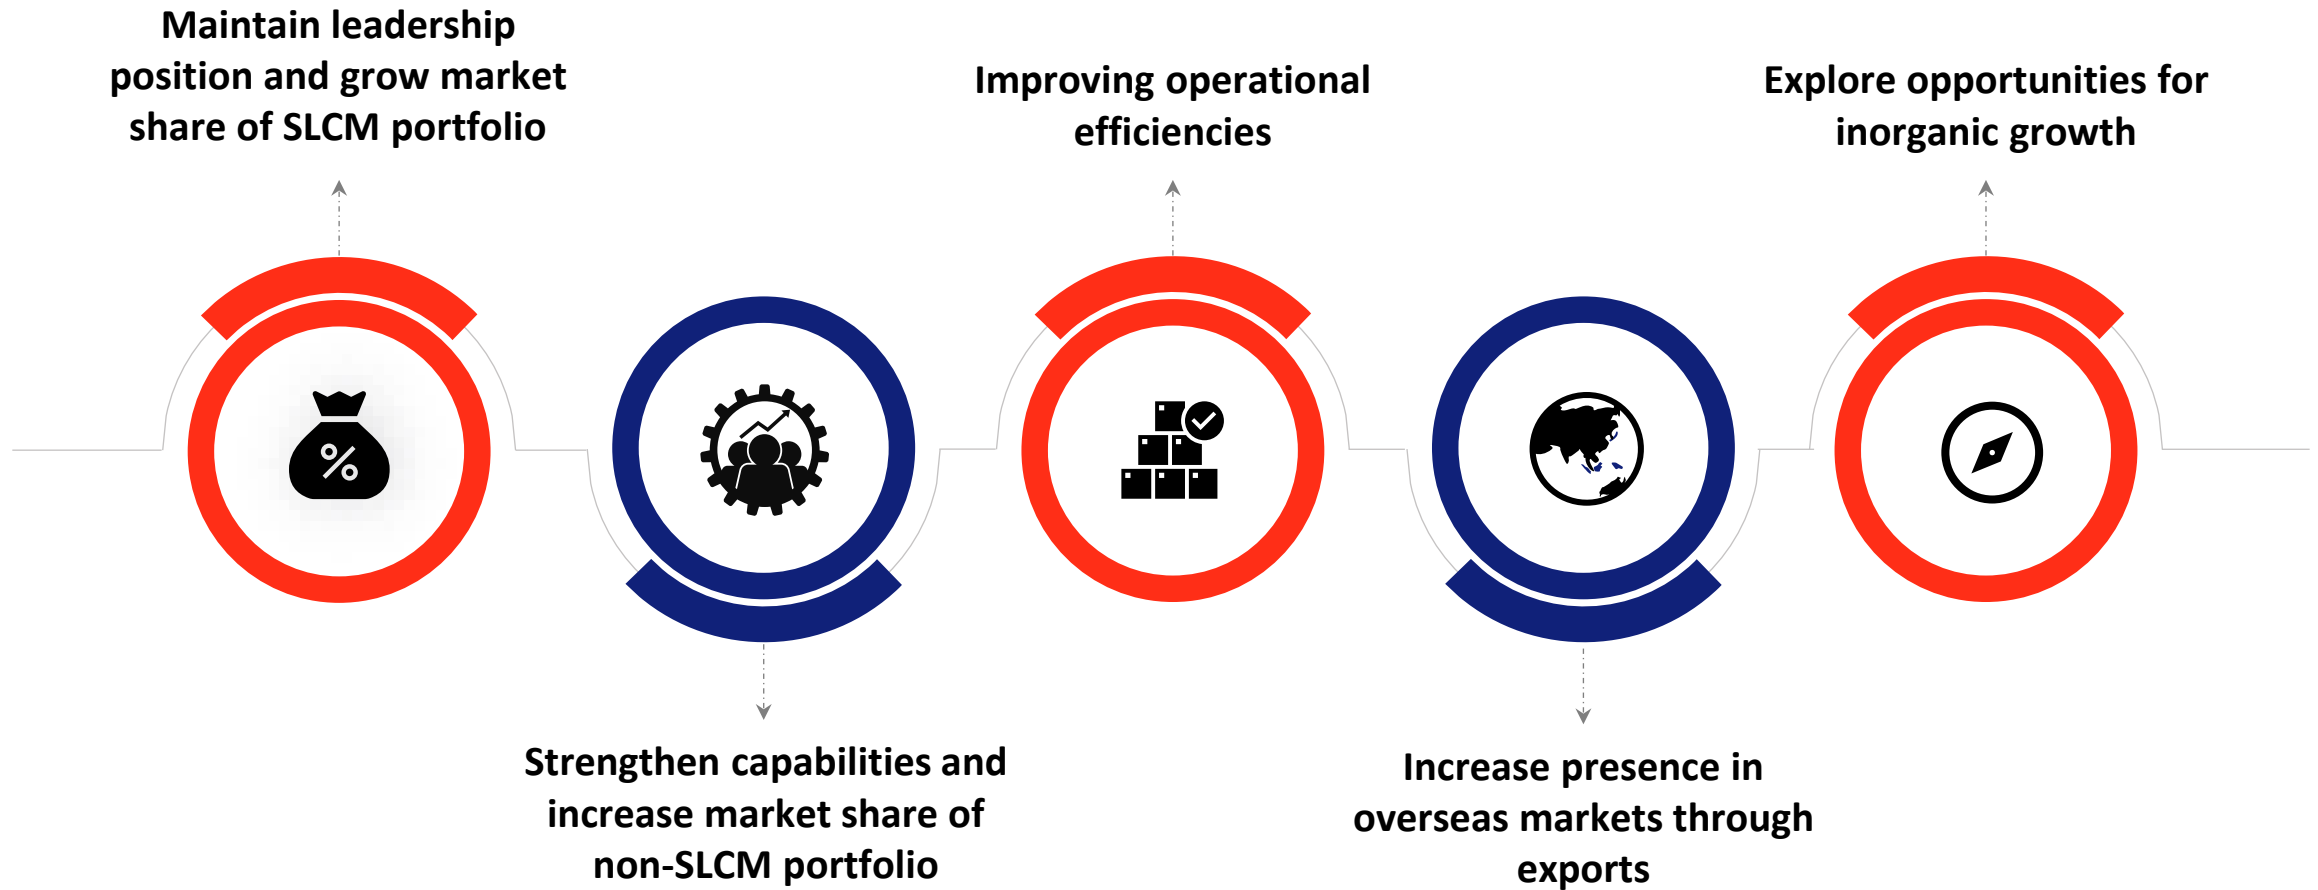 Maintain leadership
position and grow market
share of SLCM portfolio
Strengthen capabilities and
increase market share of
non-SLCM portfolio
Improving operational
efficiencies
Increase presence in
overseas markets through
exports
Explore opportunities for
inorganic growth